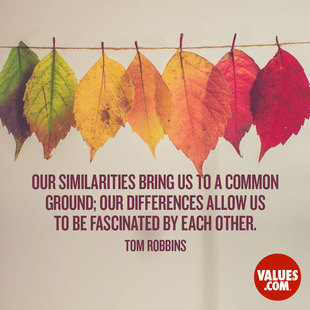 OUR SIMILARITIES BRING US TO A COMMON
GROUND; OUR DIFFERENCES ALLOW US
TO BE FASCINATED BY EACH OTHER.
TOM ROBBINS
VALUES
.COM